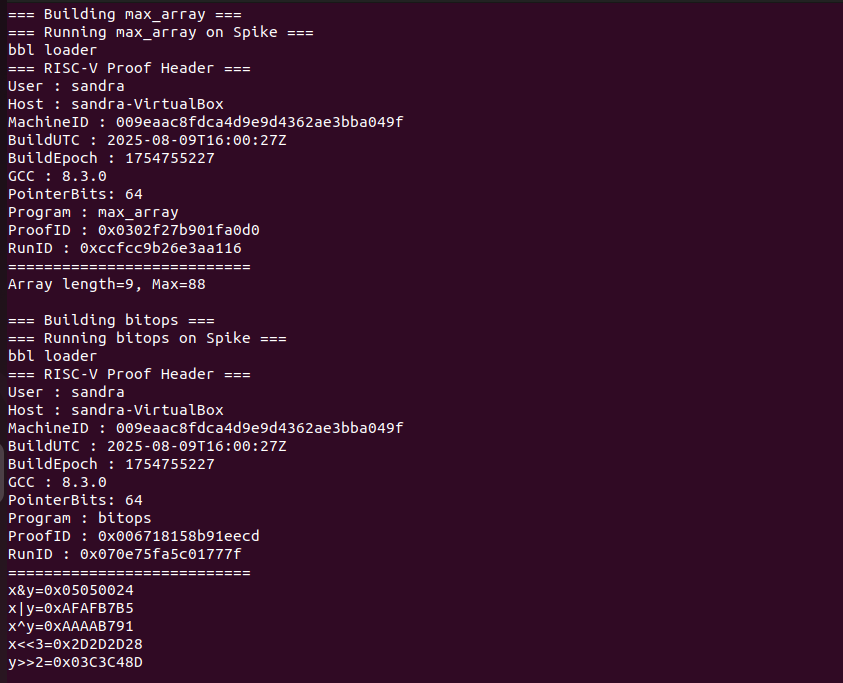 === Building max_array ===
=== Running max_array on Spike ===
bbl loader
=== RISC-V Proof Header ===
User : sandra
Host : sandra-VirtualBox
MachineID : 009eaac8fdca4d9e9d4362ae3bba049f
BuildUTC : 2025-08-09T16:00:27Z
BuildEpoch : 1754755227
GCC : 8.3.0
PointerBits: 64
Program : max_array
ProofID : 0x0302f27b901fa0d0
RunID : 0xccfcc9b26e3aa116
===========================
Array length=9, Max=88

=== Building bitops ===
=== Running bitops on Spike ===
bbl loader
=== RISC-V Proof Header ===
User : sandra
Host : sandra-VirtualBox
MachineID : 009eaac8fdca4d9e9d4362ae3bba049f
BuildUTC : 2025-08-09T16:00:27Z
BuildEpoch : 1754755227
GCC : 8.3.0
PointerBits: 64
Program : bitops
ProofID : 0x006718158b91eecd
RunID : 0x070e75fa5c01777f
===========================
x&y=0x05050024
x|y=0xAFAFB7B5
x^y=0xAAAAB791
x<<3=0x2D2D2D28
y>>2=0x03C3C48D